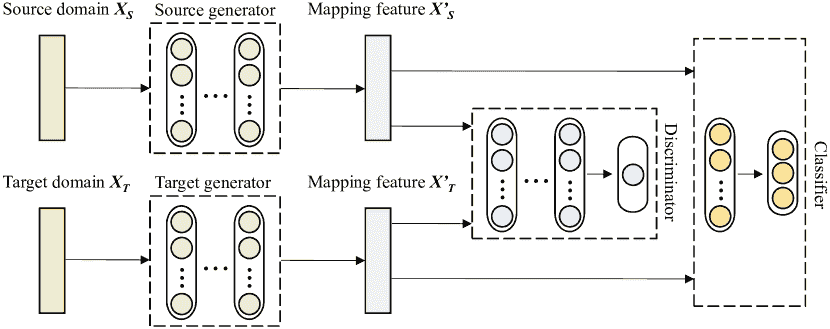 Source domain X_S
Source generator
Mapping feature X'_S
Discriminator
Classifier
Target domain X_T
Target generator
Mapping feature X'_T